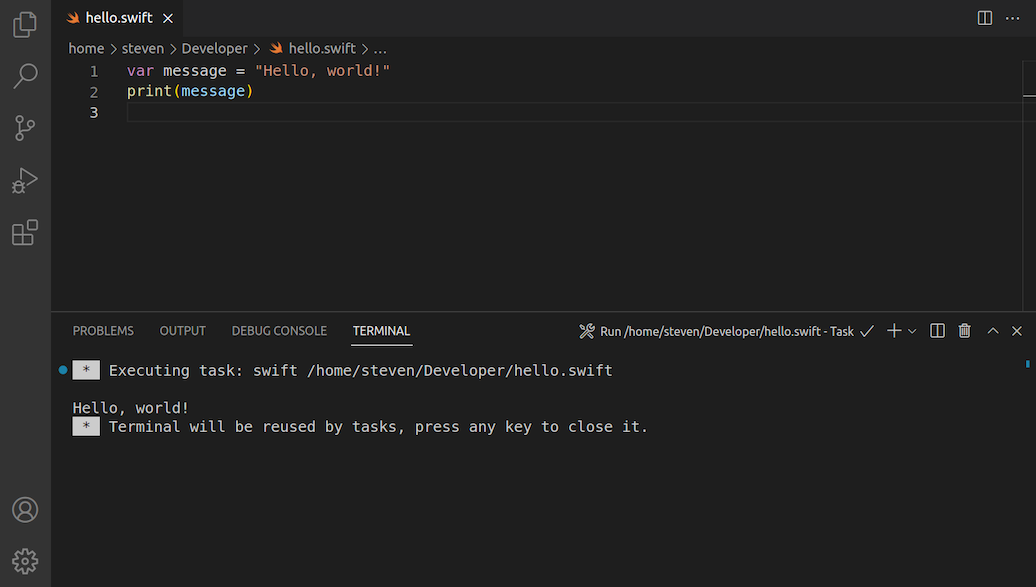 hello.swift
home > steven > Developer > hello.swift > ...
1 var message = "Hello, world!"
2 print(message)
3
PROBLEMS OUTPUT DEBUG CONSOLE TERMINAL Run /home/steven/Developer/hello.swift - Task
* Executing task: swift /home/steven/Developer/hello.swift
Hello, world!
* Terminal will be reused by tasks, press any key to close it.